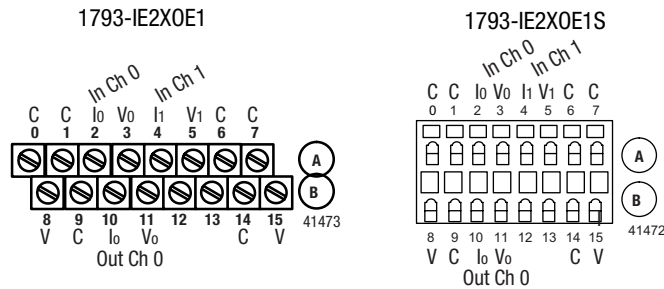 1793-IE2XOE1
In Ch 0 In Ch 1
C C I0 V0 I1 V1 C C
0 1 2 3 4 5 6 7
A
B
8 9 10 11 12 13 14 15
V C I0 V0 C V
Out Ch 0
41473
1793-IE2XOE1S
In Ch 0 In Ch 1
C C I0 V0 I1 V1 C C
0 1 2 3 4 5 6 7
A
B
8 9 10 11 12 13 14 15
V C I0 V0 C V
Out Ch 0
41472